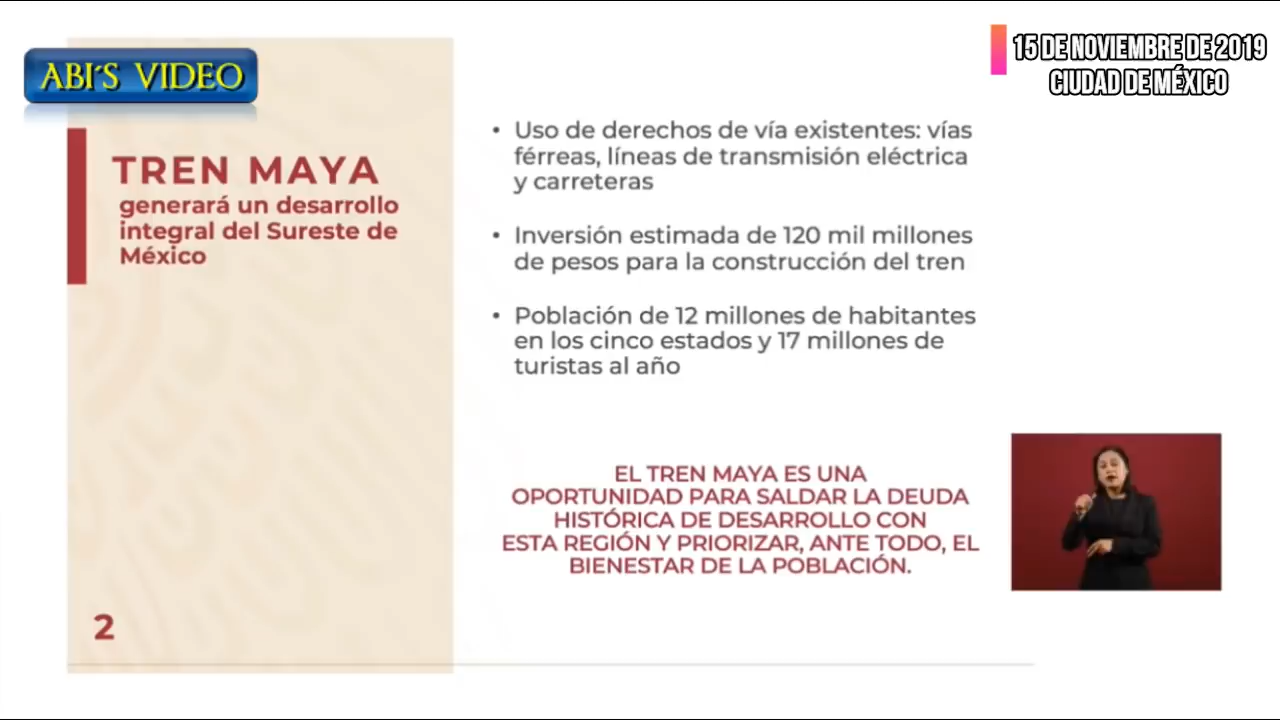 ABI´S VIDEO
15 DE NOVIEMBRE DE 2019
CIUDAD DE MÉXICO
TREN MAYA
generará un desarrollo
integral del Sureste de
México
• Uso de derechos de vía existentes: vías
férreas, líneas de transmisión eléctrica
y carreteras
• Inversión estimada de 120 mil millones
de pesos para la construcción del tren
• Población de 12 millones de habitantes
en los cinco estados y 17 millones de
turistas al año
EL TREN MAYA ES UNA
OPORTUNIDAD PARA SALDAR LA DEUDA
HISTÓRICA DE DESARROLLO CON
ESTA REGIÓN Y PRIORIZAR, ANTE TODO, EL
BIENESTAR DE LA POBLACIÓN.
2